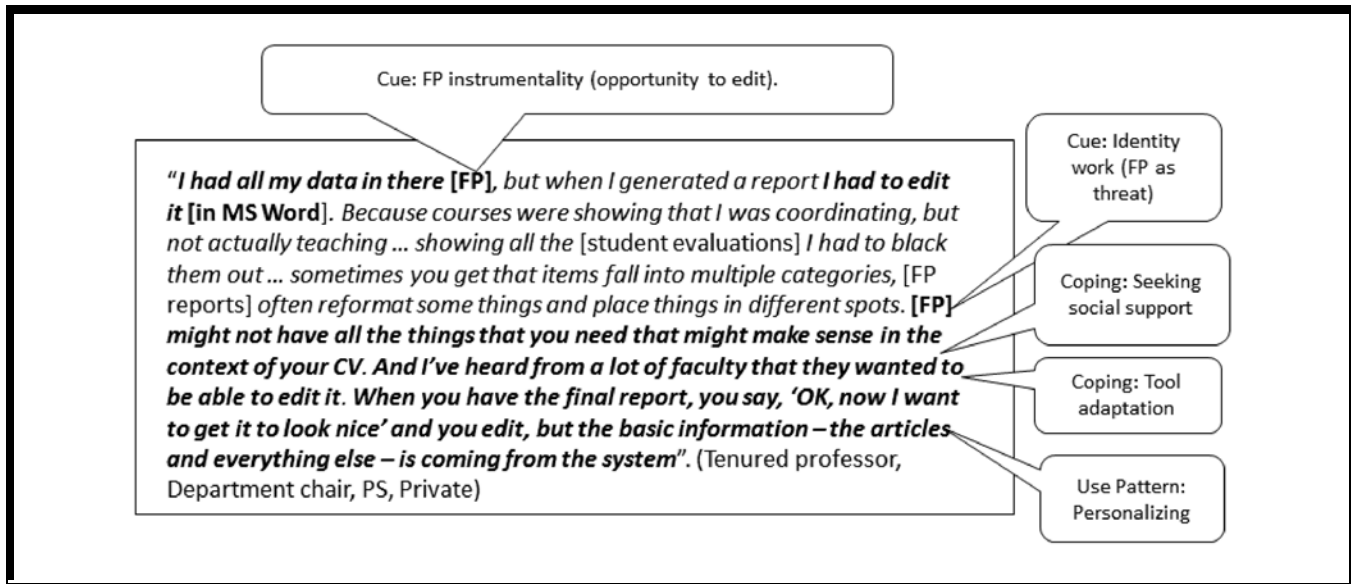 Cue: FP instrumentality (opportunity to edit).
“I had all my data in there [FP], but when I generated a report I had to edit
it [in MS Word]. Because courses were showing that I was coordinating, but
not actually teaching … showing all the [student evaluations] I had to black
them out … sometimes you get that items fall into multiple categories, [FP
reports] often reformat some things and place things in different spots. [FP]
might not have all the things that you need that might make sense in the
context of your CV. And I’ve heard from a lot of faculty that they wanted to
be able to edit it. When you have the final report, you say, ‘OK, now I want
to get it to look nice’ and you edit, but the basic information – the articles
and everything else – is coming from the system”. (Tenured professor,
Department chair, PS, Private)
Cue: Identity
work (FP as
threat)
Coping: Seeking
social support
Coping: Tool
adaptation
Use Pattern:
Personalizing